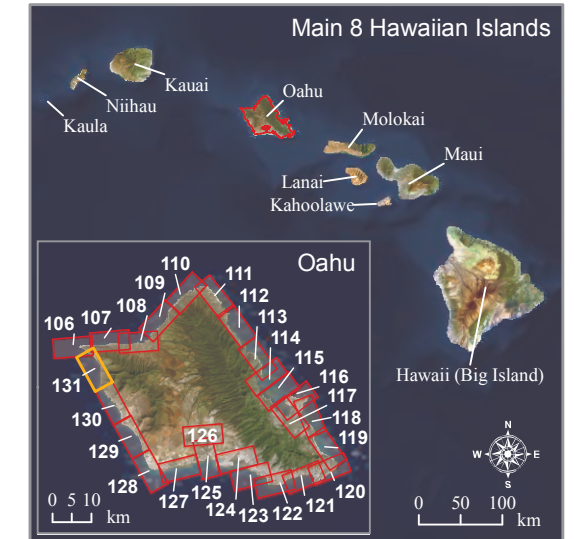 Main 8 Hawaiian Islands
Kauai
Niihau
Kaula
Oahu
Molokai
Maui
Lanai
Kahoolawe
Hawaii (Big Island)
N
W E
S
0 50 100
km
Oahu
110
109
111
108
107
106
112
113
114
115
116
117
118
119
131
130
129
128
127
126
125
124
123
122
121
120
0 5 10
km